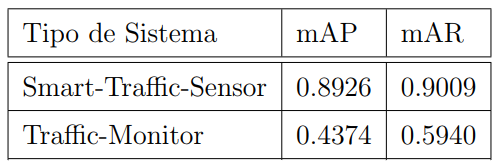 Tipo de Sistema mAP mAR
Smart-Traffic-Sensor 0.8926 0.9009
Traffic-Monitor 0.4374 0.5940